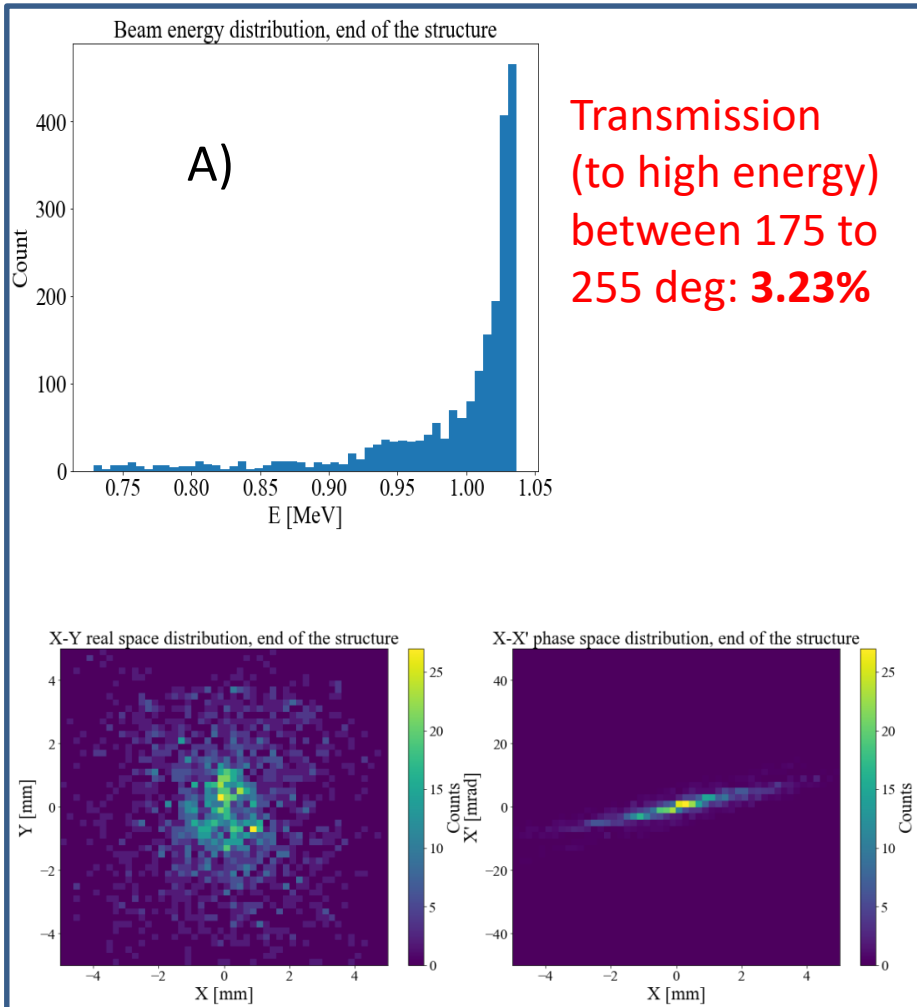 Beam energy distribution, end of the structure
A)
Count
400
300
200
100
0
0.75 0.80 0.85 0.90 0.95 1.00 1.05
E [MeV]
Transmission
(to high energy)
between 175 to
255 deg: 3.23%
X-Y real space distribution, end of the structure
Y [mm]
4
2
0
−2
−4
−4 −2 0 2 4
X [mm]
25
20
15
10
5
0
Counts
X-X' phase space distribution, end of the structure
X' [mrad]
40
20
0
−20
−40
−4 −2 0 2 4
X [mm]
25
20
15
10
5
0
Counts